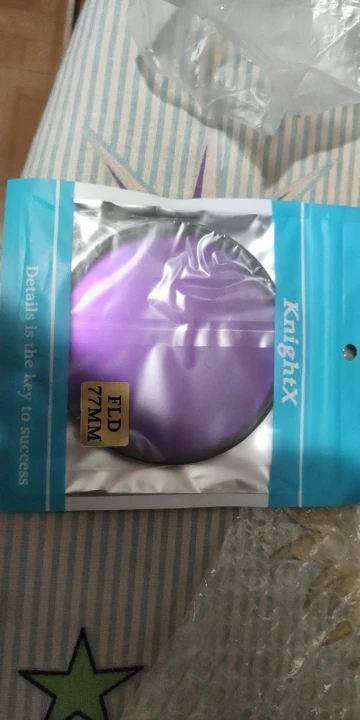 KnightX
FLD
77MM
Details is the key to success